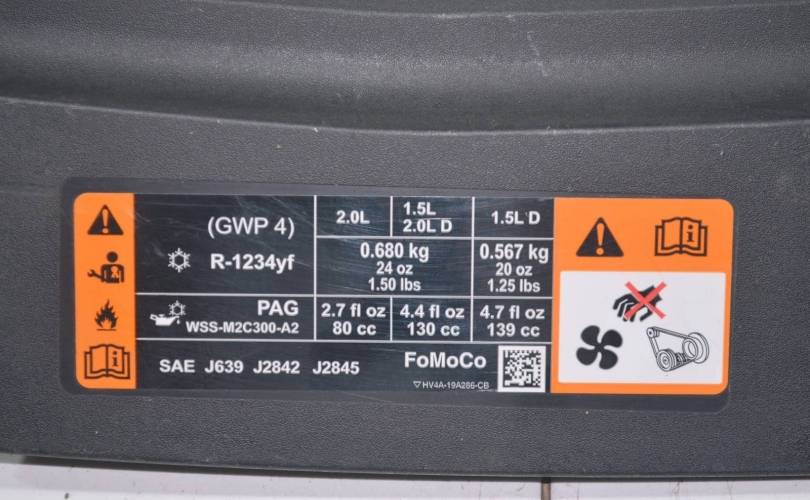 (GWP 4) 2.0L 1.5L 2.0L D 1.5L D
R-1234yf
0.680 kg 0.567 kg
24 oz 20 oz
1.50 lbs 1.25 lbs
PAG 2.7 fl oz 4.4 fl oz 4.7 fl oz
WSS-M2C300-A2 80 cc 130 cc 139 cc
SAE J639 J2842 J2845 FoMoCo
HV4A-19A286-CB